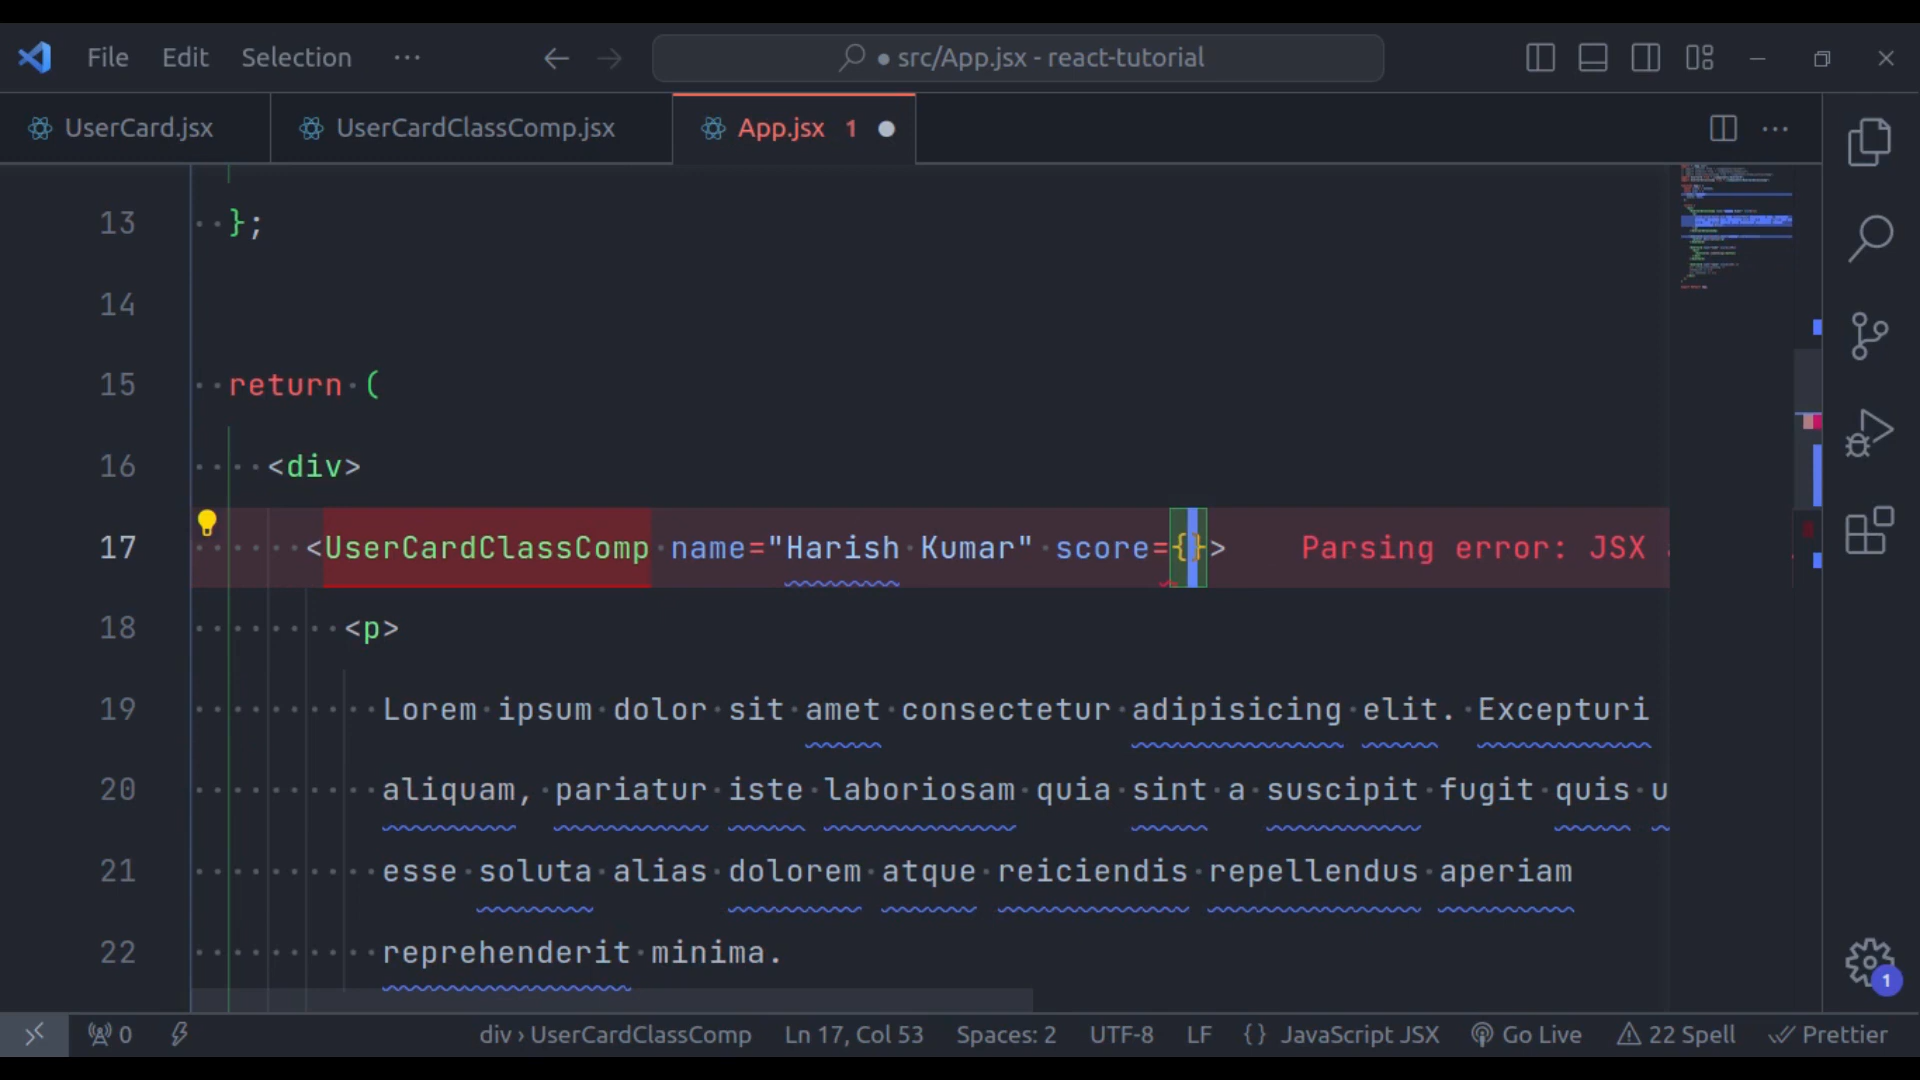 File Edit Selection ··· ● src/App.jsx - react-tutorial
UserCard.jsx UserCardClassComp.jsx App.jsx 1 ●
13 };
14
15 return (
16 <div>
17 <UserCardClassComp name="Harish Kumar" score={}> Parsing error: JSX
18 <p>
19 Lorem ipsum dolor sit amet consectetur adipisicing elit. Excepturi
20 aliquam, pariatur iste laboriosam quia sint a suscipit fugit quis u
21 esse soluta alias dolorem atque reiciendis repellendus aperiam
22 reprehenderit minima.
1
0 div › UserCardClassComp Ln 17, Col 53 Spaces: 2 UTF-8 LF {} JavaScript JSX Go Live 22 Spell Prettier